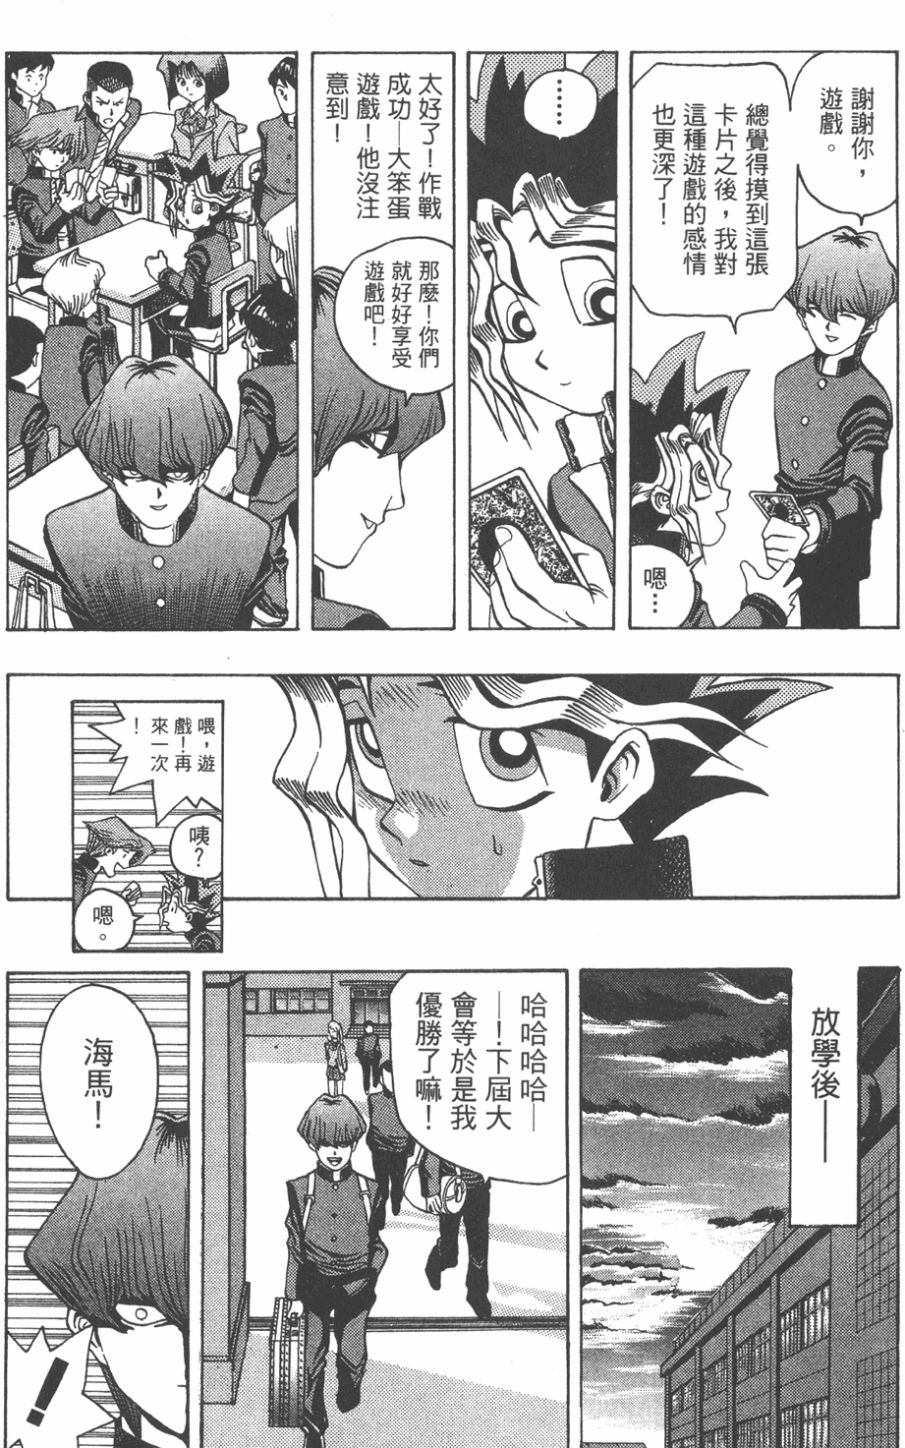 謝謝你，
遊戲。
總覺得摸到這張
卡片之後，我對
這種遊戲的感情
也更深了！
嗯…
……
太好了！作戰
成功—大笨蛋
遊戲！他沒注
意到！
那麼！你們
就好好享受
遊戲吧！
喂，遊
戲！再
來一次
！
咦？
嗯。
放學後——
哈哈哈哈—
—！下屆大
會等於是我
優勝了嘛！
海馬！
！